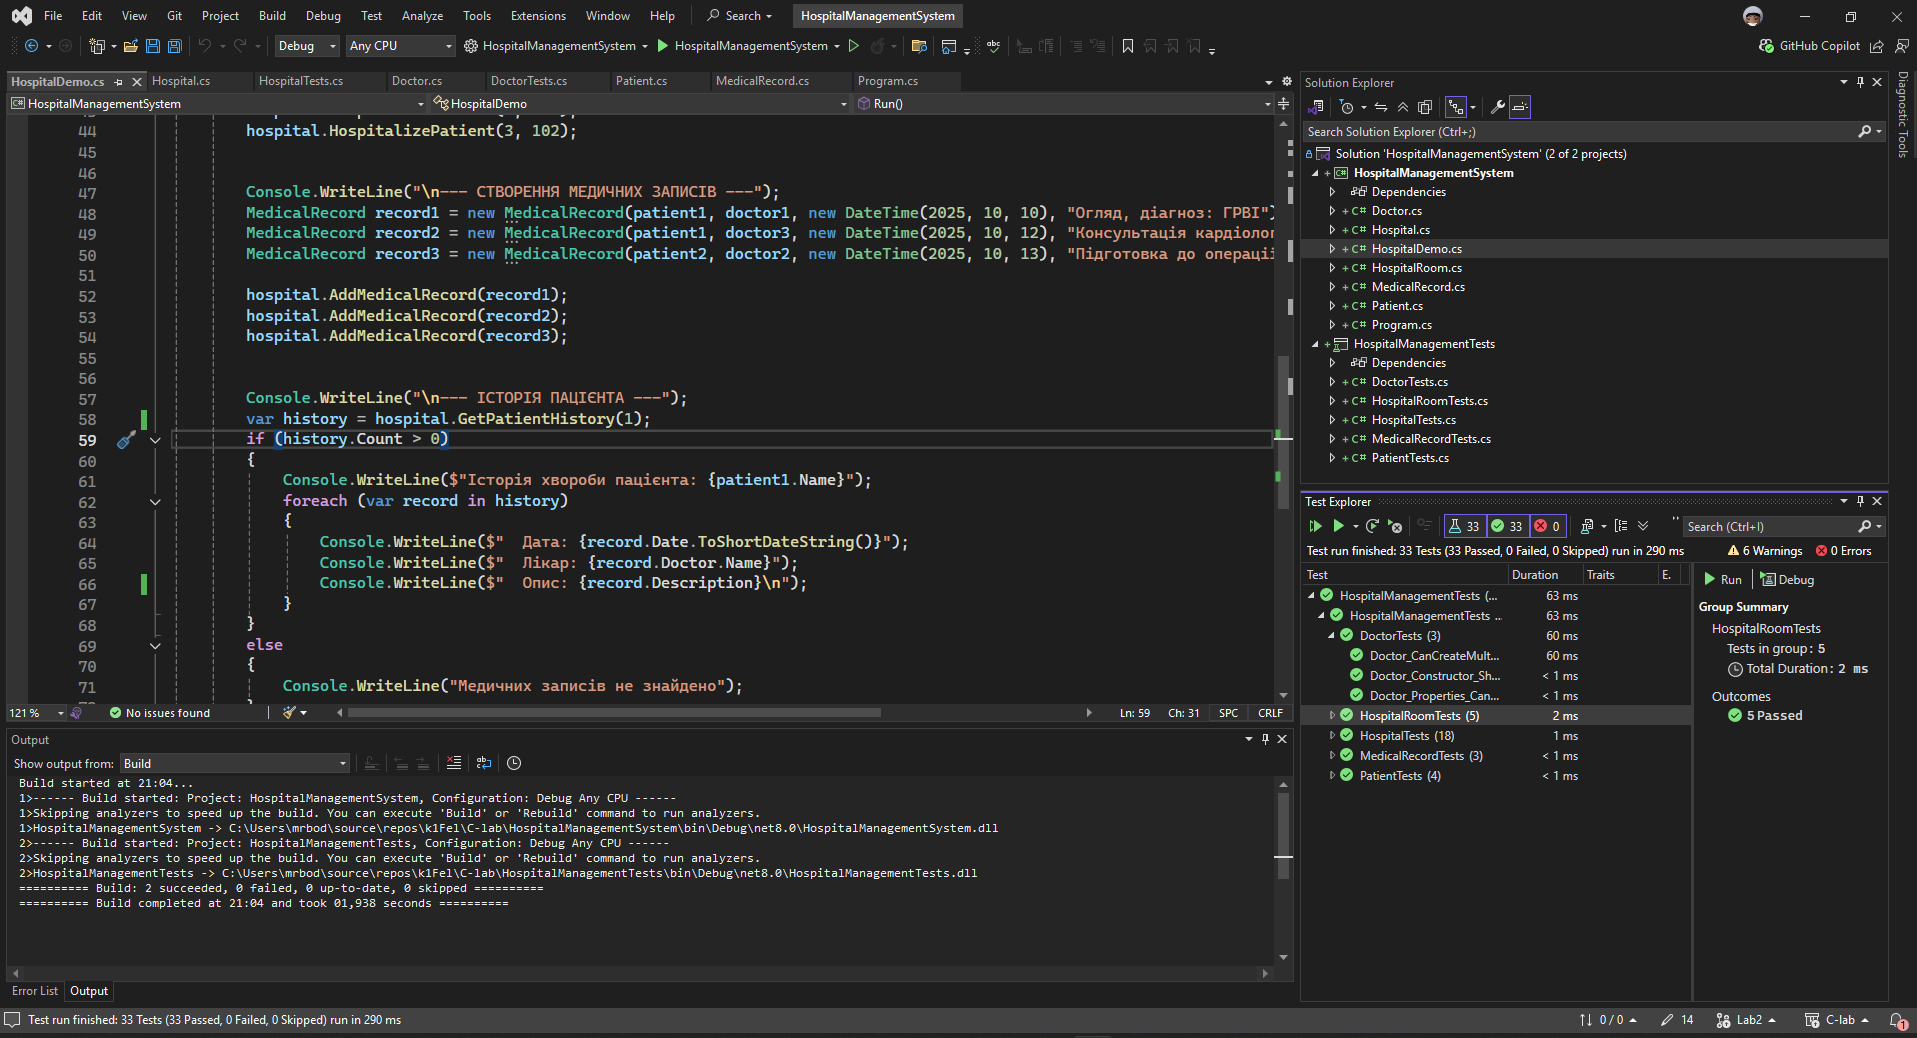 File Edit View Git Project Build Debug Test Analyze Tools Extensions Window Help Search HospitalManagementSystem
Debug Any CPU HospitalManagementSystem HospitalManagementSystem GitHub Copilot
HospitalDemo.cs Hospital.cs HospitalTests.cs Doctor.cs DoctorTests.cs Patient.cs MedicalRecord.cs Program.cs
HospitalManagementSystem HospitalDemo Run()
44 hospital.HospitalizePatient(3, 102);
45
46
47 Console.WriteLine("\n--- СТВОРЕННЯ МЕДИЧНИХ ЗАПИСІВ ---");
48 MedicalRecord record1 = new MedicalRecord(patient1, doctor1, new DateTime(2025, 10, 10), "Огляд, діагноз: ГРВІ")
49 MedicalRecord record2 = new MedicalRecord(patient1, doctor3, new DateTime(2025, 10, 12), "Консультація кардіолог
50 MedicalRecord record3 = new MedicalRecord(patient2, doctor2, new DateTime(2025, 10, 13), "Підготовка до операції
51
52 hospital.AddMedicalRecord(record1);
53 hospital.AddMedicalRecord(record2);
54 hospital.AddMedicalRecord(record3);
55
56
57 Console.WriteLine("\n--- ІСТОРІЯ ПАЦІЄНТА ---");
58 var history = hospital.GetPatientHistory(1);
59 if (history.Count > 0)
60 {
61 Console.WriteLine($"Історія хвороби пацієнта: {patient1.Name}");
62 foreach (var record in history)
63 {
64 Console.WriteLine($"  Дата: {record.Date.ToShortDateString()}");
65 Console.WriteLine($"  Лікар: {record.Doctor.Name}");
66 Console.WriteLine($"  Опис: {record.Description}\n");
67 }
68 }
69 else
70 {
71 Console.WriteLine("Медичних записів не знайдено");
121 % No issues found Ln: 59 Ch: 31 SPC CRLF
Output
Show output from: Build
Build started at 21:04...
1>------ Build started: Project: HospitalManagementSystem, Configuration: Debug Any CPU ------
1>Skipping analyzers to speed up the build. You can execute 'Build' or 'Rebuild' command to run analyzers.
1>HospitalManagementSystem -> C:\Users\mrbod\source\repos\k1Fel\C-lab\HospitalManagementSystem\bin\Debug\net8.0\HospitalManagementSystem.dll
2>------ Build started: Project: HospitalManagementTests, Configuration: Debug Any CPU ------
2>Skipping analyzers to speed up the build. You can execute 'Build' or 'Rebuild' command to run analyzers.
2>HospitalManagementTests -> C:\Users\mrbod\source\repos\k1Fel\C-lab\HospitalManagementTests\bin\Debug\net8.0\HospitalManagementTests.dll
========== Build: 2 succeeded, 0 failed, 0 up-to-date, 0 skipped ==========
========== Build completed at 21:04 and took 01,938 seconds ==========
Error List Output
Solution Explorer
Search Solution Explorer (Ctrl+;)
Solution 'HospitalManagementSystem' (2 of 2 projects)
HospitalManagementSystem
Dependencies
C# Doctor.cs
C# Hospital.cs
C# HospitalDemo.cs
C# HospitalRoom.cs
C# MedicalRecord.cs
C# Patient.cs
C# Program.cs
HospitalManagementTests
Dependencies
C# DoctorTests.cs
C# HospitalRoomTests.cs
C# HospitalTests.cs
C# MedicalRecordTests.cs
C# PatientTests.cs
Test Explorer
33 33 0 Search (Ctrl+I)
Test run finished: 33 Tests (33 Passed, 0 Failed, 0 Skipped) run in 290 ms 6 Warnings 0 Errors
Test Duration Traits E.
HospitalManagementTests (... 63 ms
HospitalManagementTests ... 63 ms
DoctorTests (3) 60 ms
Doctor_CanCreateMult... 60 ms
Doctor_Constructor_Sh... < 1 ms
Doctor_Properties_Can... < 1 ms
HospitalRoomTests (5) 2 ms
HospitalTests (18) 1 ms
MedicalRecordTests (3) < 1 ms
PatientTests (4) < 1 ms
Run Debug
Group Summary
HospitalRoomTests
Tests in group: 5
Total Duration: 2 ms
Outcomes
5 Passed
Diagnostic Tools
Test run finished: 33 Tests (33 Passed, 0 Failed, 0 Skipped) run in 290 ms 0 / 0 14 Lab2 C-lab 1